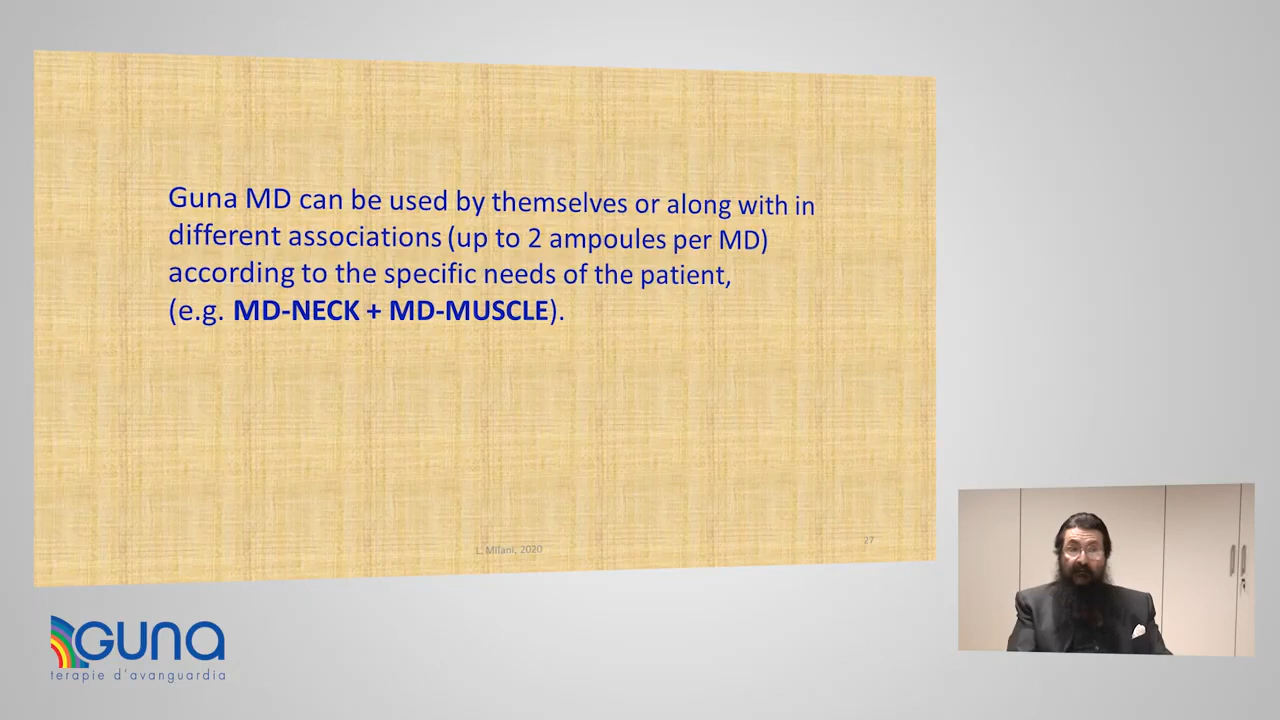 Guna MD can be used by themselves or along with in
different associations (up to 2 ampoules per MD)
according to the specific needs of the patient,
(e.g. MD-NECK + MD-MUSCLE).
L. Milani, 2020
27
GUNA
terapie d'avanguardia